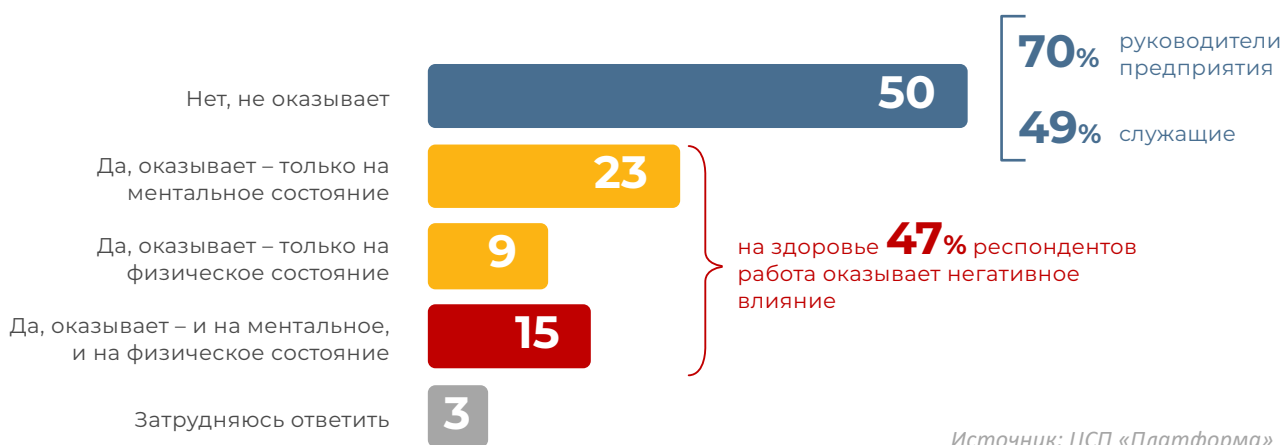 70% руководители
предприятия
Нет, не оказывает 50
49% служащие
Да, оказывает – только на
ментальное состояние
23
Да, оказывает – только на
физическое состояние
9
на здоровье 47% респондентов
работа оказывает негативное
влияние
Да, оказывает – и на ментальное,
и на физическое состояние
15
Затрудняюсь ответить 3
Источник: ЦСП «Платформа»